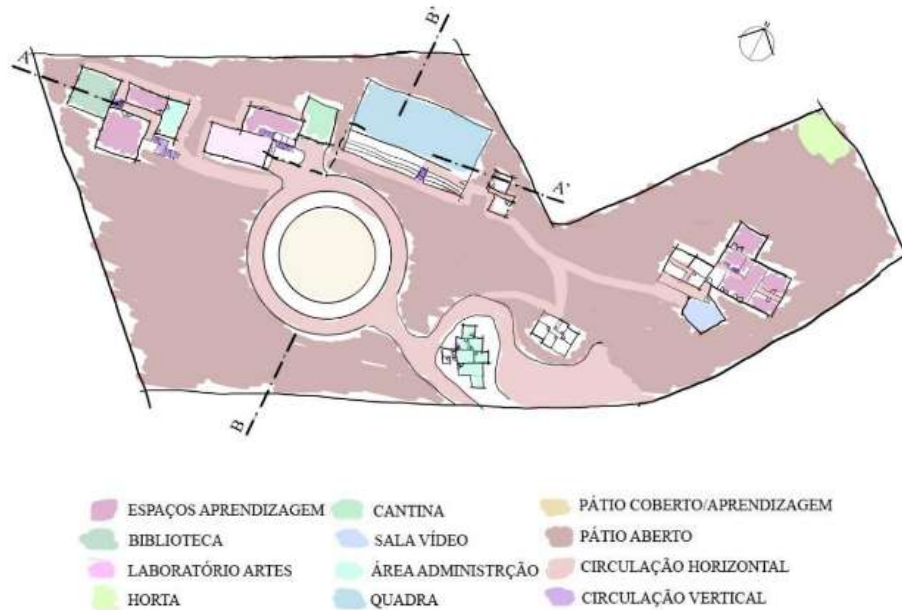 B'
A
A'
B
ESPAÇOS APRENDIZAGEM
BIBLIOTECA
LABORATÓRIO ARTES
HORTA
CANTINA
SALA VÍDEO
ÁREA ADMINISTRÇÃO
QUADRA
PÁTIO COBERTO/APRENDIZAGEM
PÁTIO ABERTO
CIRCULAÇÃO HORIZONTAL
CIRCULAÇÃO VERTICAL